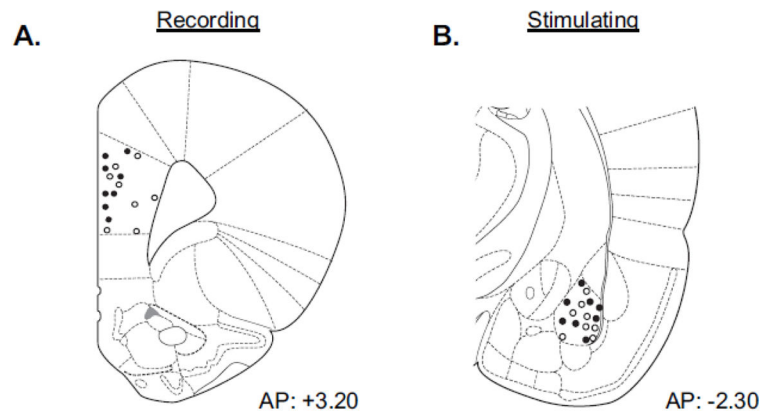 Recording
Stimulating
A.
B.
AP: +3.20
AP: -2.30